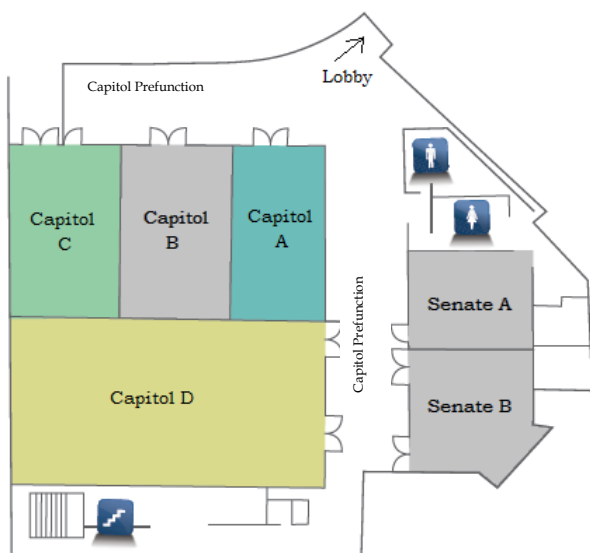 Lobby
Capitol Prefunction
Capitol
C
Capitol
B
Capitol
A
Capitol Prefunction
Senate A
Capitol D
Senate B